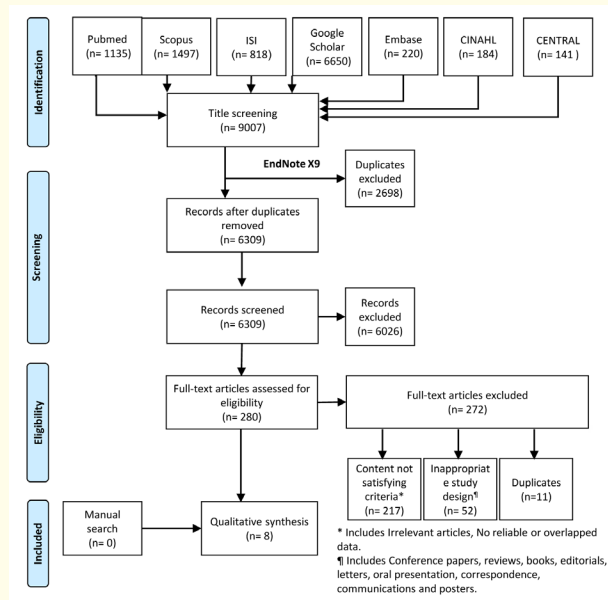 Identification
Pubmed
(n= 1135)
Scopus
(n= 1497)
ISI
(n= 818)
Google
Scholar
(n= 6650)
Embase
(n= 220)
CINAHL
(n= 184)
CENTRAL
(n= 141 )
Title screening
(n= 9007)
EndNote X9
Duplicates
excluded
(n= 2698)
Screening
Records after duplicates
removed
(n= 6309)
Records screened
(n= 6309)
Records
excluded
(n= 6026)
Eligibility
Full-text articles assessed for
eligibility
(n= 280)
Full-text articles excluded
(n= 272)
Content not
satisfying
criteria*
(n= 217)
Inappropriat
e study
design¶
(n= 52)
Duplicates
(n=11)
Included
Manual
search
(n= 0)
Qualitative synthesis
(n= 8)
* Includes Irrelevant articles, No reliable or overlapped
data.
¶ Includes Conference papers, reviews, books, editorials,
letters, oral presentation, correspondence,
communications and posters.